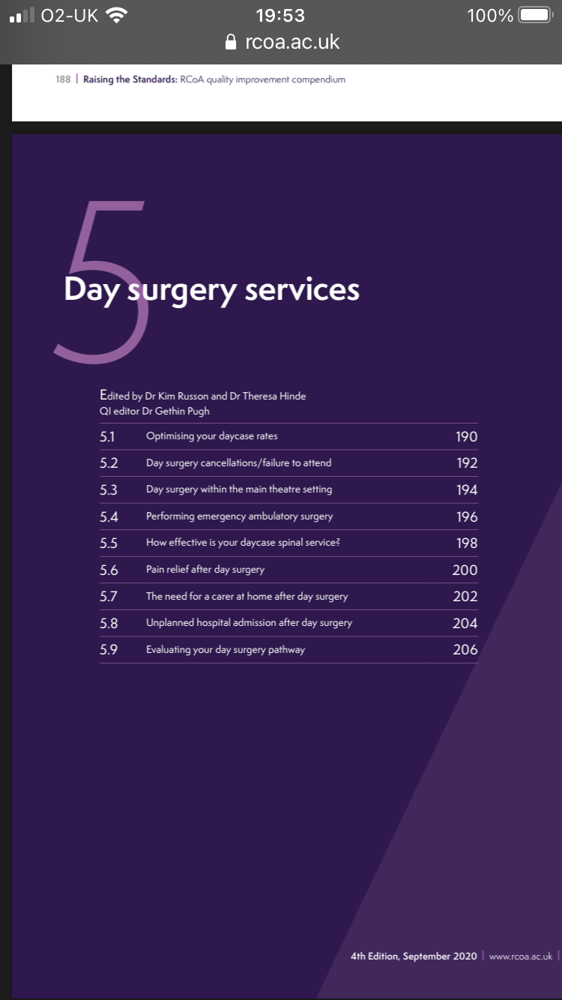 O2-UK 19:53 100%
rcoa.ac.uk
188 | Raising the Standards: RCoA quality improvement compendium
5
Day surgery services
Edited by Dr Kim Russon and Dr Theresa Hinde
QI editor Dr Gethin Pugh
5.1 Optimising your daycase rates 190
5.2 Day surgery cancellations/failure to attend 192
5.3 Day surgery within the main theatre setting 194
5.4 Performing emergency ambulatory surgery 196
5.5 How effective is your daycase spinal service? 198
5.6 Pain relief after day surgery 200
5.7 The need for a carer at home after day surgery 202
5.8 Unplanned hospital admission after day surgery 204
5.9 Evaluating your day surgery pathway 206
4th Edition, September 2020 | www.rcoa.ac.uk |